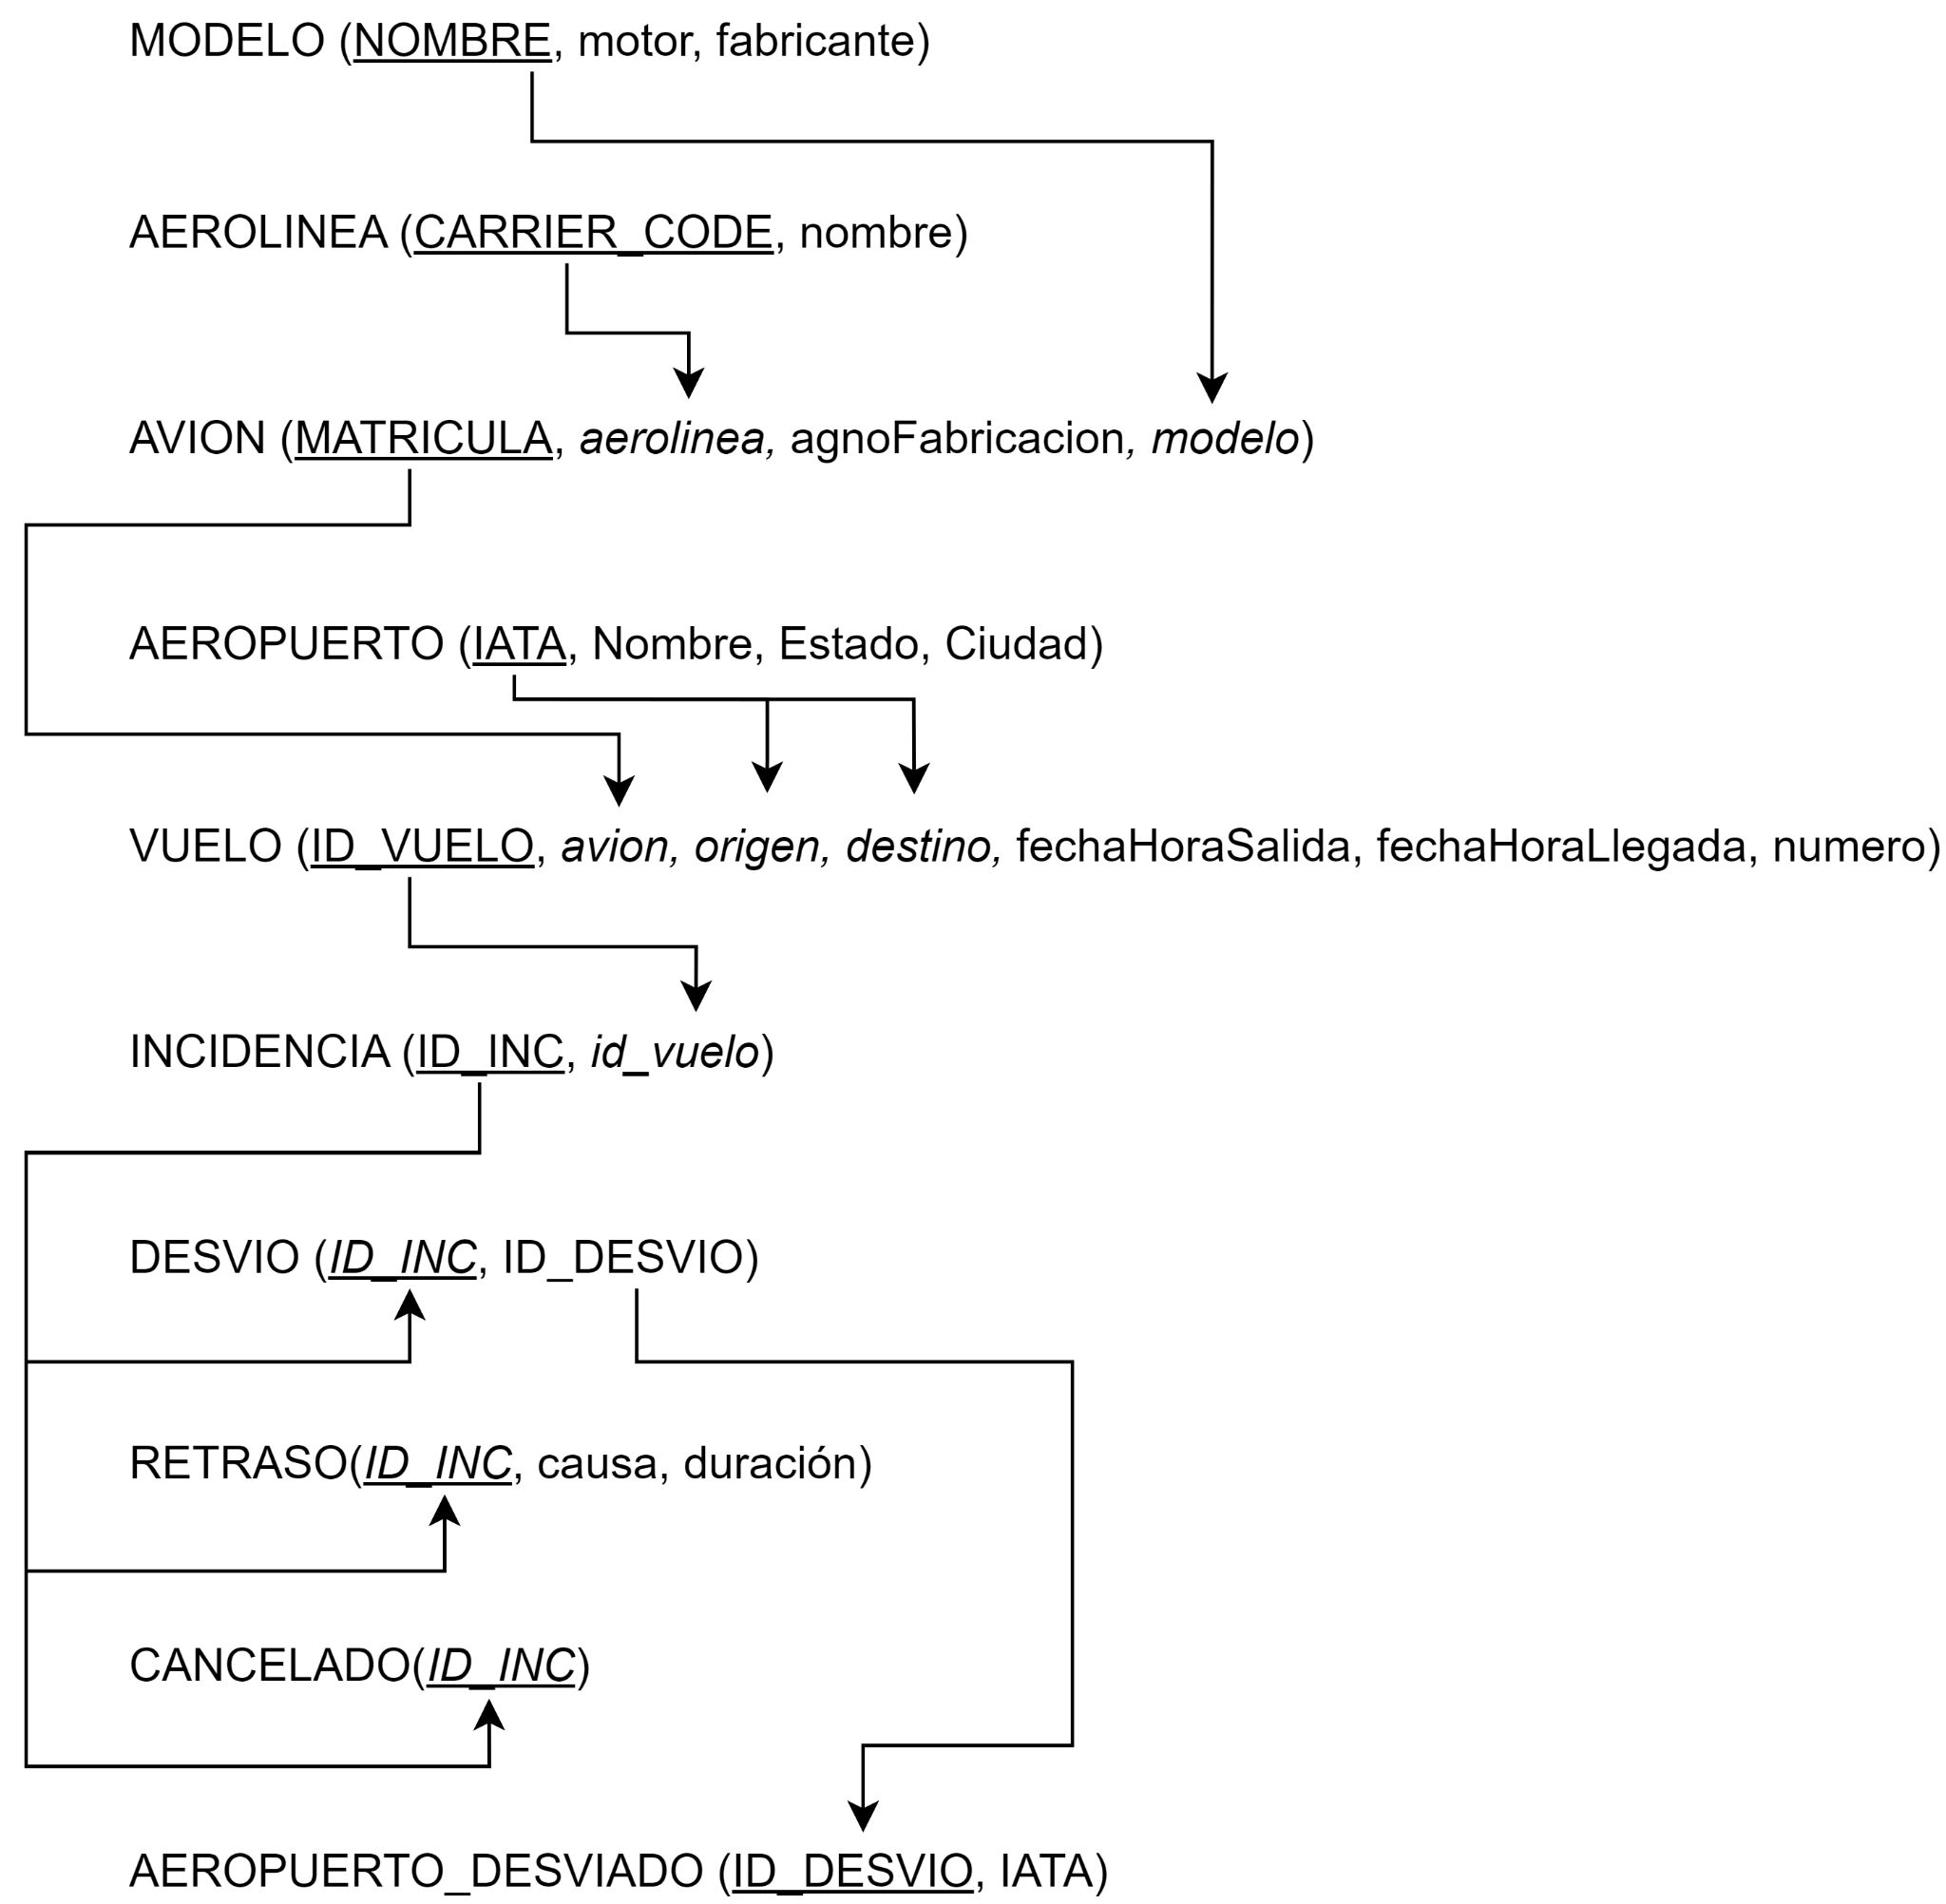 MODELO (NOMBRE, motor, fabricante)
AEROLINEA (CARRIER_CODE, nombre)
AVION (MATRICULA, aerolinea, agnoFabricacion, modelo)
AEROPUERTO (IATA, Nombre, Estado, Ciudad)
VUELO (ID_VUELO, avion, origen, destino, fechaHoraSalida, fechaHoraLlegada, numero)
INCIDENCIA (ID_INC, id_vuelo)
DESVIO (ID_INC, ID_DESVIO)
RETRASO(ID_INC, causa, duración)
CANCELADO(ID_INC)
AEROPUERTO_DESVIADO (ID_DESVIO, IATA)